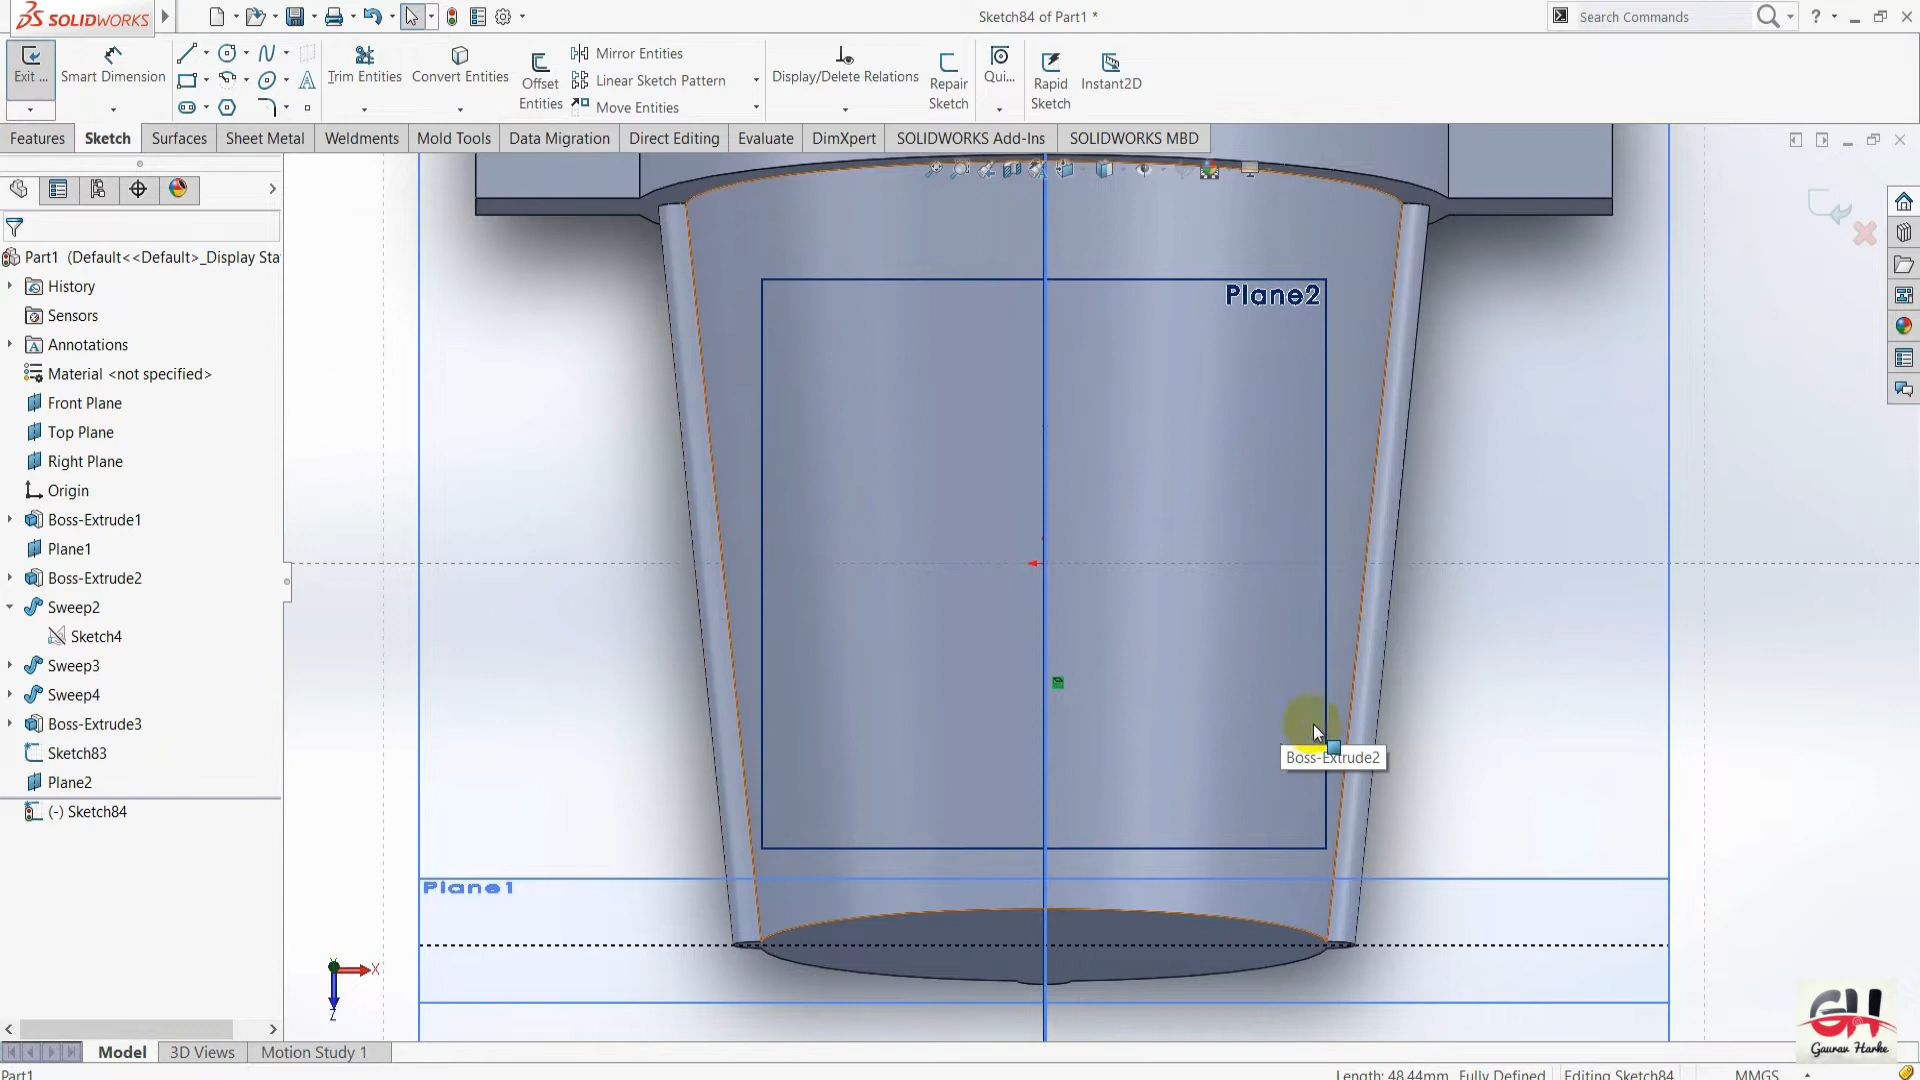 SOLIDWORKS
Sketch84 of Part1 *
Search Commands
?
Exit ...
Smart Dimension
Trim Entities
Convert Entities
Offset Entities
Mirror Entities
Linear Sketch Pattern
Move Entities
Display/Delete Relations
Repair Sketch
Qui...
Rapid Sketch
Instant2D
Features
Sketch
Surfaces
Sheet Metal
Weldments
Mold Tools
Data Migration
Direct Editing
Evaluate
DimXpert
SOLIDWORKS Add-Ins
SOLIDWORKS MBD
Part1 (Default<<Default>_Display Sta
History
Sensors
Annotations
Material <not specified>
Front Plane
Top Plane
Right Plane
Origin
Boss-Extrude1
Plane1
Boss-Extrude2
Sweep2
Sketch4
Sweep3
Sweep4
Boss-Extrude3
Sketch83
Plane2
(-) Sketch84
Plane2
Boss-Extrude2
Plane1
X
Y
Z
GH
Gaurav Harke
Model
3D Views
Motion Study 1
Part1
Length: 48.44mm
Fully Defined
Editing Sketch84
MMGS